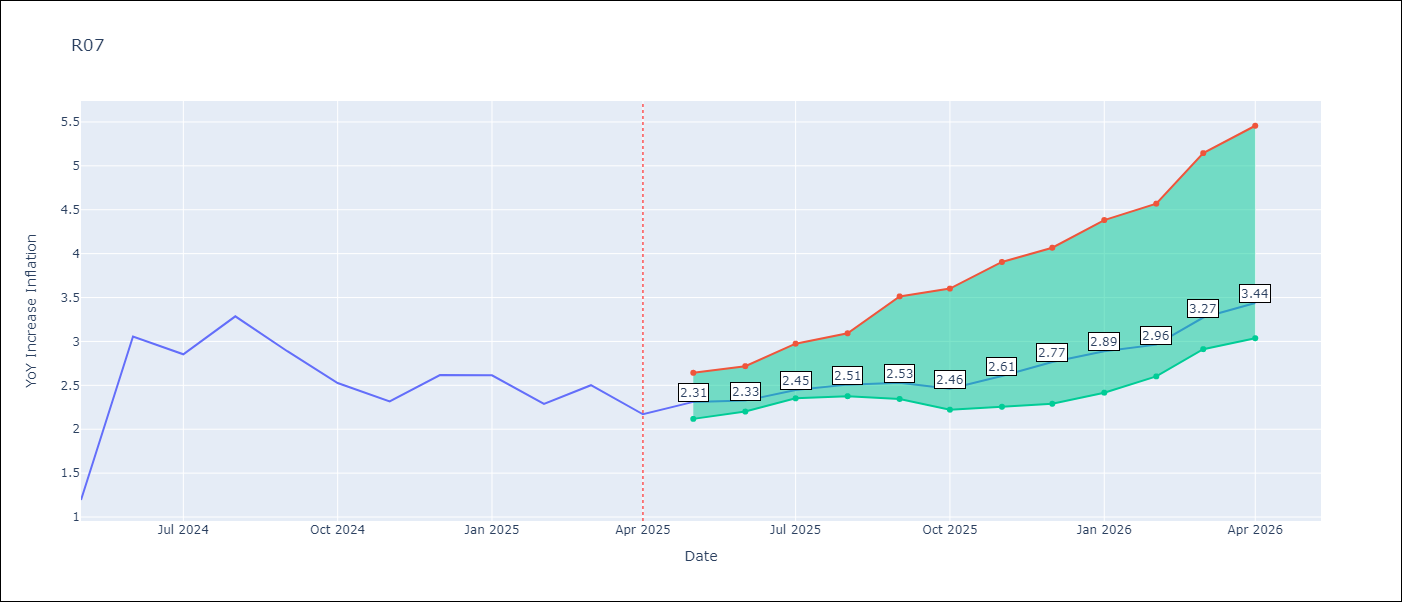 R07
YoY Increase Inflation
5.5
5
4.5
4
3.5
3
2.5
2
1.5
1
2.31
2.33
2.45
2.51
2.53
2.46
2.61
2.77
2.89
2.96
3.27
3.44
Jul 2024
Oct 2024
Jan 2025
Apr 2025
Jul 2025
Oct 2025
Jan 2026
Apr 2026
Date